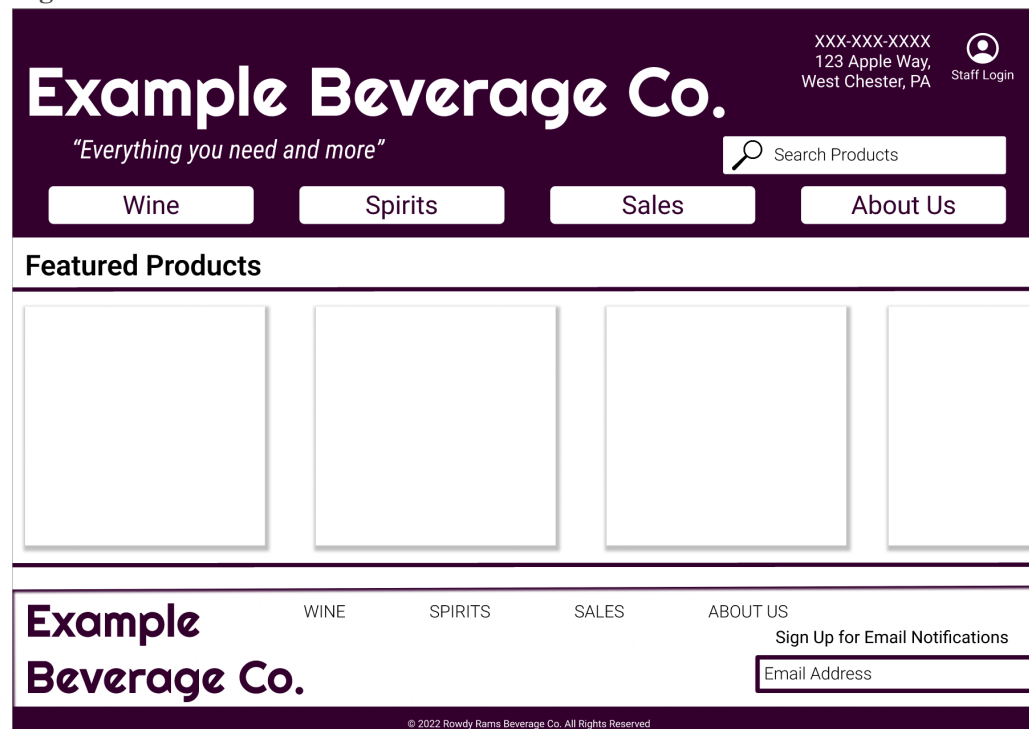 XXX-XXX-XXXX
123 Apple Way,
West Chester, PA
Staff Login
Example Beverage Co.
“Everything you need and more”
Search Products
Wine
Spirits
Sales
About Us
Featured Products
Example
Beverage Co.
WINE
SPIRITS
SALES
ABOUT US
Sign Up for Email Notifications
Email Address
© 2022 Rowdy Rams Beverage Co. All Rights Reserved